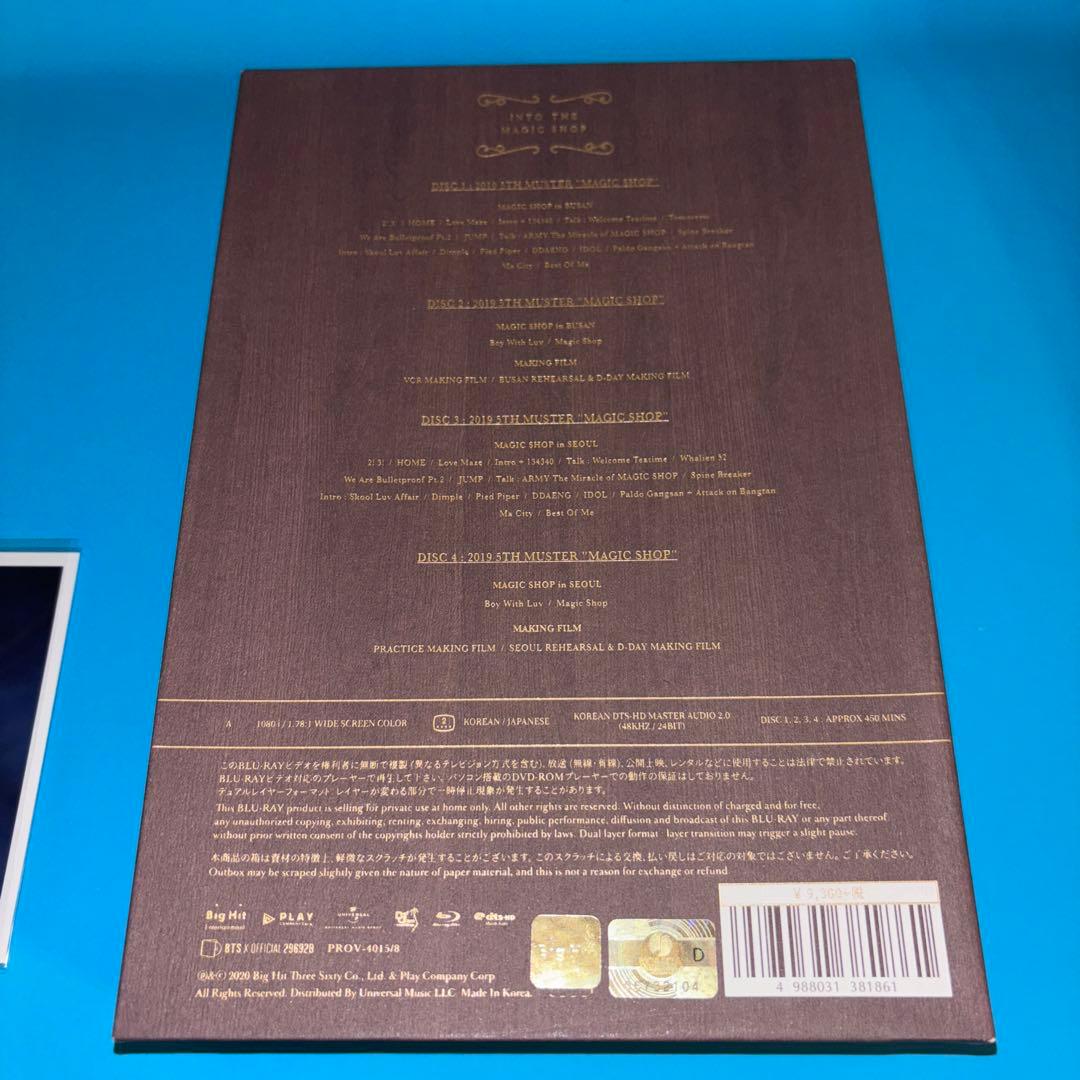 INTO THE
MAGIC SHOP
DISC 1 : 2019 5TH MUSTER "MAGIC SHOP"
MAGIC SHOP in BUSAN
2! 3! / HOME / Love Maze / Intro + 134340 / Talk : Welcome Teatime / Tomorrow
We Are Bulletproof Pt.2 / JUMP / Talk : ARMY The Miracle of MAGIC SHOP / Spine Breaker
Intro : Skool Luv Affair / Dimple / Pied Piper / DDAENG / IDOL / Paldo Gangsan + Attack on Bangtan
Ma City / Best Of Me
DISC 2 : 2019 5TH MUSTER "MAGIC SHOP"
MAGIC SHOP in BUSAN
Boy With Luv / Magic Shop
MAKING FILM
VCR MAKING FILM / BUSAN REHEARSAL & D-DAY MAKING FILM
DISC 3 : 2019 5TH MUSTER "MAGIC SHOP"
MAGIC SHOP in SEOUL
2! 3! / HOME / Love Maze / Intro + 134340 / Talk : Welcome Teatime / Whalien 52
We Are Bulletproof Pt.2 / JUMP / Talk : ARMY The Miracle of MAGIC SHOP / Spine Breaker
Intro : Skool Luv Affair / Dimple / Pied Piper / DDAENG / IDOL / Paldo Gangsan + Attack on Bangtan
Ma City / Best Of Me
DISC 4 : 2019 5TH MUSTER "MAGIC SHOP"
MAGIC SHOP in SEOUL
Boy With Luv / Magic Shop
MAKING FILM
PRACTICE MAKING FILM / SEOUL REHEARSAL & D-DAY MAKING FILM
A 1080 i / 1.78:1 WIDE SCREEN COLOR 2 KOREAN / JAPANESE KOREAN DTS-HD MASTER AUDIO 2.0 (48KHZ / 24BIT) DISC 1, 2, 3, 4 : APPROX 450 MINS
このBLU-RAYビデオを権利者に無断で複製(異なるテレビジョン方式を含む)、放送(無線・有線)、公開上映、レンタルなどに使用することは法律で禁止されています。
BLU-RAYビデオ対応のプレーヤーで再生して下さい。パソコン搭載のDVD-ROMプレーヤーでの動作の保証はしておりません。
デュアルレイヤーフォーマット:レイヤーが変わる部分で一時停止現象が発生することがあります。
This BLU-RAY product is selling for private use at home only. All other rights are reserved. Without distinction of charged and for free,
any unauthorized copying, exhibiting, renting, exchanging, hiring, public performance, diffusion and broadcast of this BLU-RAY or any part thereof
without prior written consent of the copyrights holder strictly prohibited by laws. Dual layer format - layer transition may trigger a slight pause.
本商品の箱は資材の特徴上、軽微なスクラッチが発生することがございます。このスクラッチによる交換、払い戻しはご対応の対象ではございません。ご了承ください。
Outbox may be scraped slightly given the nature of paper material, and this is not a reason for exchange or refund
Big Hit Entertainment PLAY UNIVERSAL Blu-ray Disc dts-HD
BTS X OFFICIAL 29692B PROV-4015/8
℗&© 2020 Big Hit Three Sixty Co., Ltd. & Play Company Corp
All Rights Reserved. Distributed By Universal Music LLC Made In Korea.
D
¥ 9,360+税
4 988031 381861